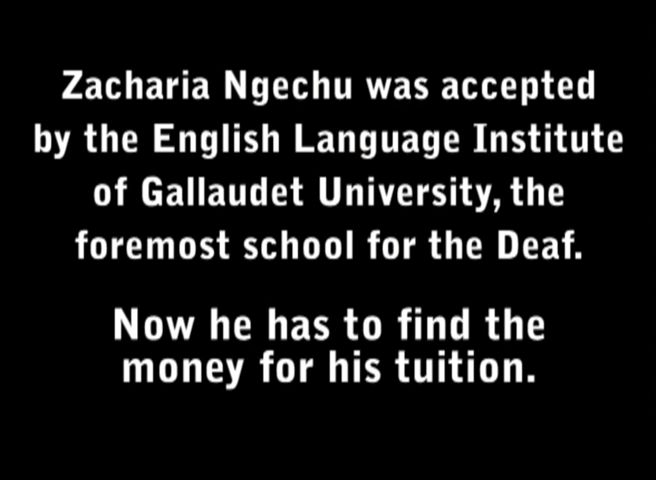 Zacharia Ngechu was accepted
by the English Language Institute
of Gallaudet University, the
foremost school for the Deaf.
Now he has to find the
money for his tuition.